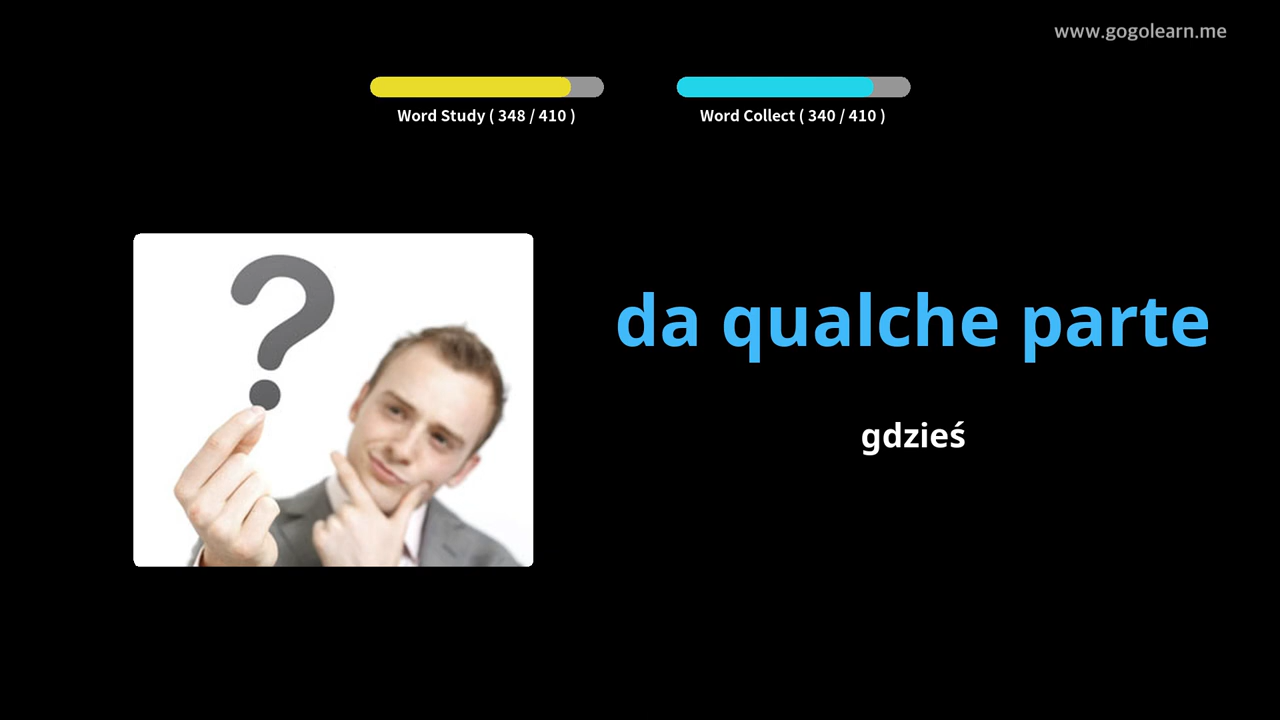 www.gogolearn.me
Word Study ( 348 / 410 )
Word Collect ( 340 / 410 )
da qualche parte
gdzieś